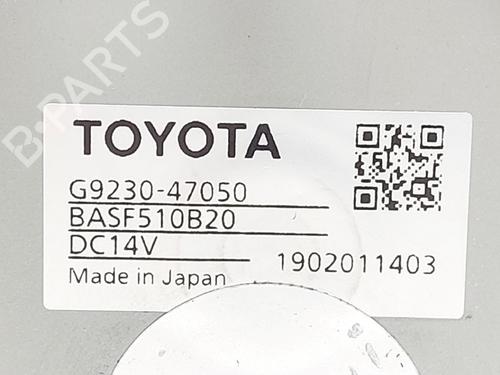 B-PARTS
TOYOTA
G9230-47050
BASF510B20
DC14V
1902011403
Made in Japan